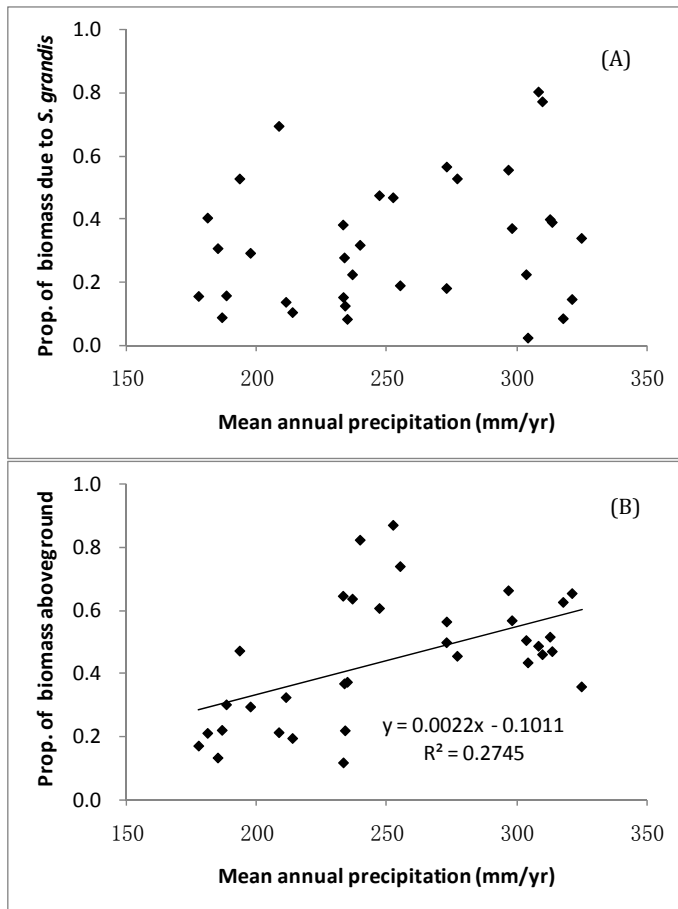 (A)
Prop. of biomass due to S. grandis
1.0
0.8
0.6
0.4
0.2
0.0
150 200 250 300 350
Mean annual precipitation (mm/yr)
(B)
Prop. of biomass aboveground
1.0
0.8
0.6
0.4
0.2
0.0
y = 0.0022x - 0.1011
R² = 0.2745
150 200 250 300 350
Mean annual precipitation (mm/yr)